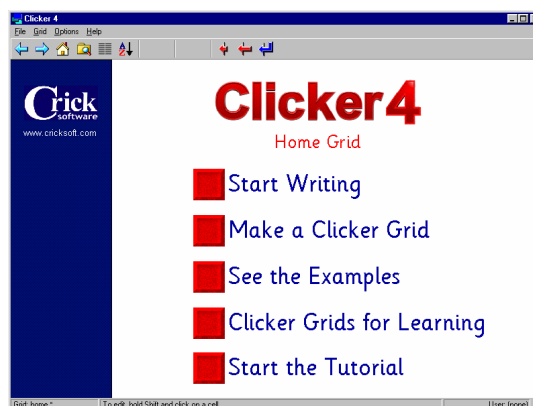 Clicker 4
File Grid Options Help
Crick
software
www.cricksoft.com
Clicker4
Home Grid
Start Writing
Make a Clicker Grid
See the Examples
Clicker Grids for Learning
Start the Tutorial
Grid: home * To edit, hold Shift and click on a cell User: (none)